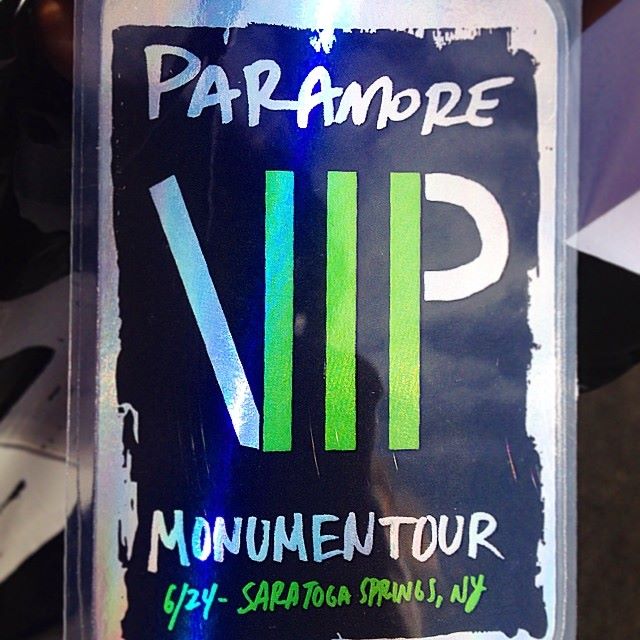 PARAMORE
VIP
MONUMENTOUR
6/24- SARATOGA SPRINGS, NY